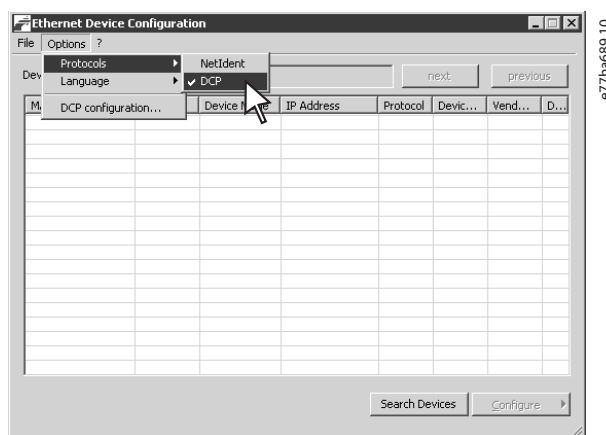 Ethernet Device Configuration
File Options ?
Protocols
NetIdent
Language
DCP
DCP configuration...
Dev
next
previous
M
Device N me
IP Address
Protocol
Devic...
Vend...
D...
Search Devices
Configure
e77ba689.10